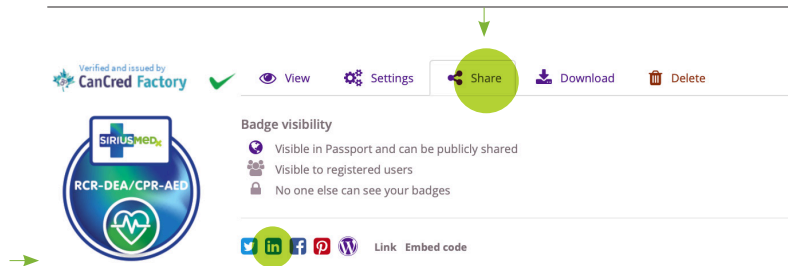 Verified and issued by
CanCred Factory
View Settings Share Download Delete
Badge visibility
Visible in Passport and can be publicly shared
Visible to registered users
No one else can see your badges
SIRIUSMEDx
RCR-DEA/CPR-AED
Link Embed code